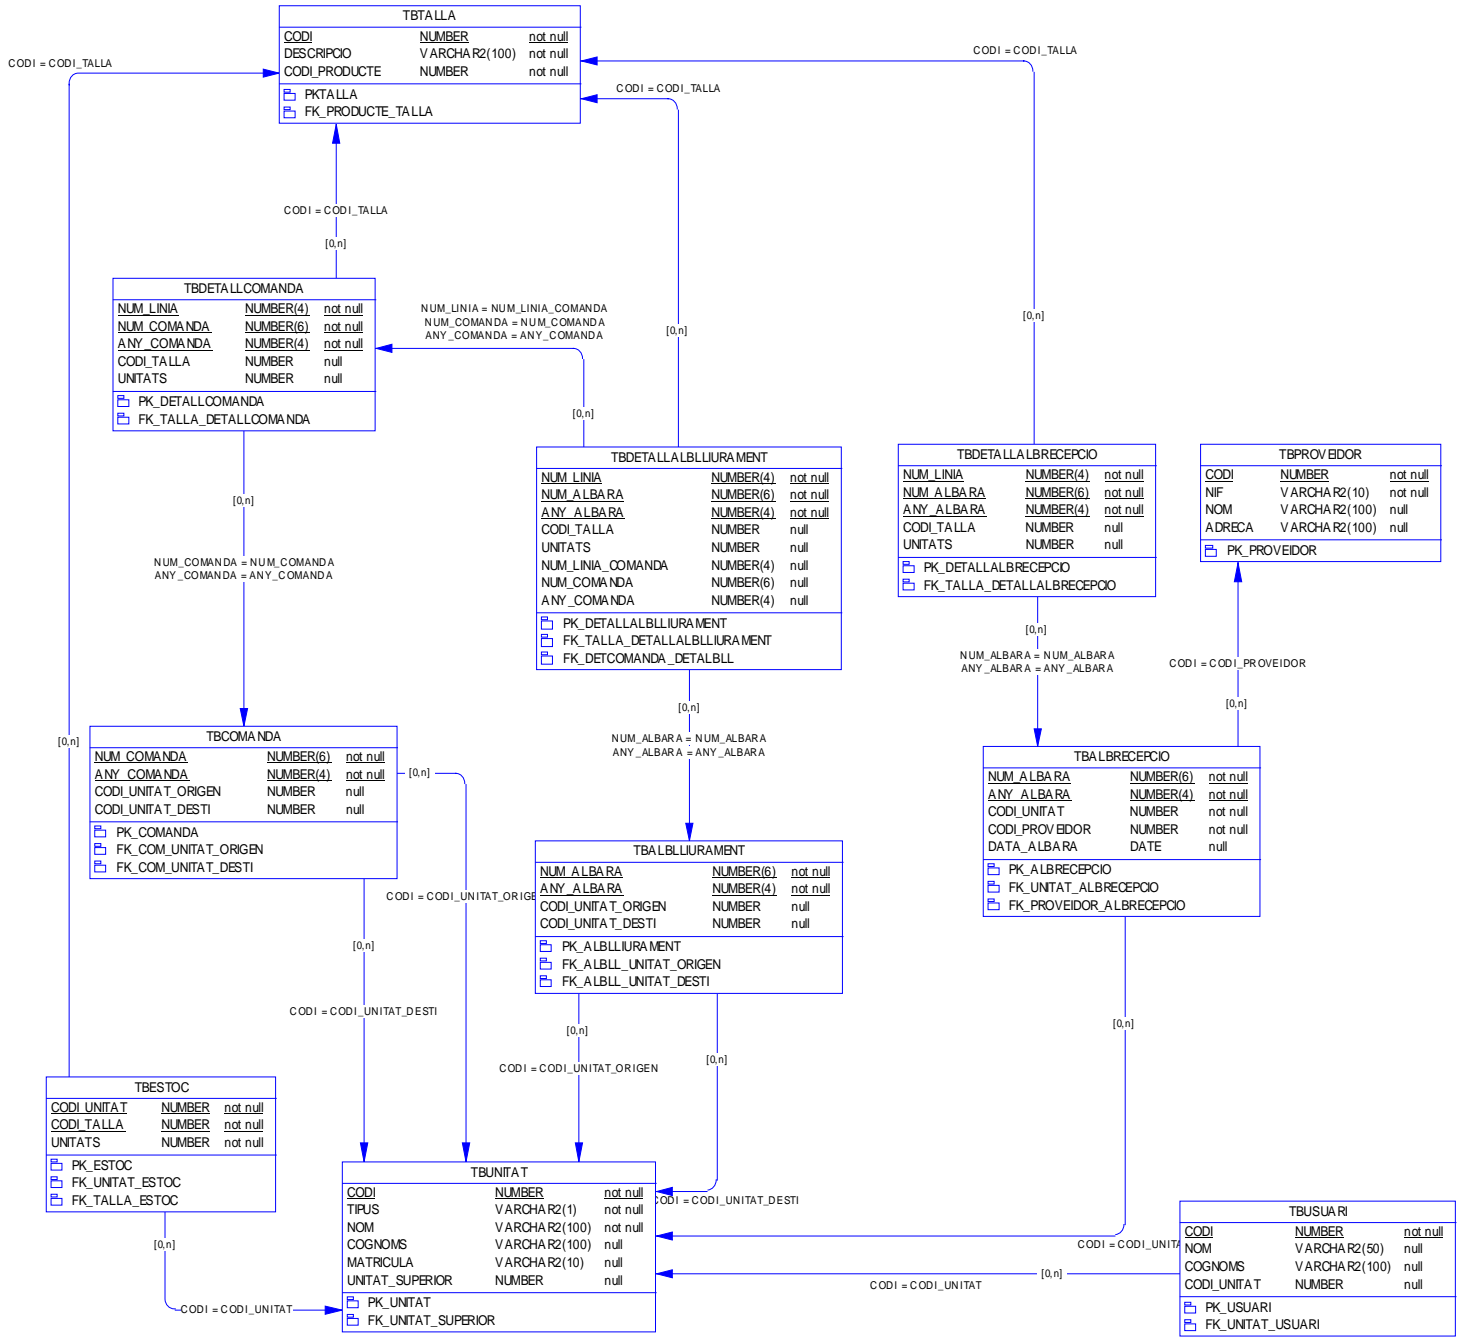 TBTALLA
CODI NUMBER not null
DESCRIPCIO VARCHAR2(100) not null
CODI_PRODUCTE NUMBER not null
PKTALLA
FK_PRODUCTE_TALLA
CODI = CODI_TALLA
CODI = CODI_TALLA
CODI = CODI_TALLA
CODI = CODI_TALLA
[0,n]
TBDETALLCOMANDA
NUM_LINIA NUMBER(4) not null
NUM_COMANDA NUMBER(6) not null
ANY_COMANDA NUMBER(4) not null
CODI_TALLA NUMBER null
UNITATS NUMBER null
PK_DETALLCOMANDA
FK_TALLA_DETALLCOMANDA
NUM_LINIA = NUM_LINIA_COMANDA
NUM_COMANDA = NUM_COMANDA
ANY_COMANDA = ANY_COMANDA
[0,n]
[0,n]
[0,n]
TBDETALLALBLLIURAMENT
NUM_LINIA NUMBER(4) not null
NUM_ALBARA NUMBER(6) not null
ANY_ALBARA NUMBER(4) not null
CODI_TALLA NUMBER null
UNITATS NUMBER null
NUM_LINIA_COMANDA NUMBER(4) null
NUM_COMANDA NUMBER(6) null
ANY_COMANDA NUMBER(4) null
PK_DETALLALBLLIURAMENT
FK_TALLA_DETALLALBLLIURAMENT
FK_DETCOMANDA_DETALBLL
TBDETALLALBRECEPCIO
NUM_LINIA NUMBER(4) not null
NUM_ALBARA NUMBER(6) not null
ANY_ALBARA NUMBER(4) not null
CODI_TALLA NUMBER null
UNITATS NUMBER null
PK_DETALLALBRECEPCIO
FK_TALLA_DETALLALBRECEPCIO
TBPROVEIDOR
CODI NUMBER not null
NIF VARCHAR2(10) not null
NOM VARCHAR2(100) null
ADRECA VARCHAR2(100) null
PK_PROVEIDOR
[0,n]
NUM_COMANDA = NUM_COMANDA
ANY_COMANDA = ANY_COMANDA
[0,n]
NUM_ALBARA = NUM_ALBARA
ANY_ALBARA = ANY_ALBARA
CODI = CODI_PROVEIDOR
[0,n]
[0,n]
NUM_ALBARA = NUM_ALBARA
ANY_ALBARA = ANY_ALBARA
[0,n]
TBCOMANDA
NUM_COMANDA NUMBER(6) not null
ANY_COMANDA NUMBER(4) not null
CODI_UNITAT_ORIGEN NUMBER null
CODI_UNITAT_DESTI NUMBER null
PK_COMANDA
FK_COM_UNITAT_ORIGEN
FK_COM_UNITAT_DESTI
[0,n]
TBALBRECEPCIO
NUM_ALBARA NUMBER(6) not null
ANY_ALBARA NUMBER(4) not null
CODI_UNITAT NUMBER not null
CODI_PROVEIDOR NUMBER not null
DATA_ALBARA DATE null
PK_ALBRECEPCIO
FK_UNITAT_ALBRECEPCIO
FK_PROVEIDOR_ALBRECEPCIO
TBALBLLIURAMENT
NUM_ALBARA NUMBER(6) not null
ANY_ALBARA NUMBER(4) not null
CODI_UNITAT_ORIGEN NUMBER null
CODI_UNITAT_DESTI NUMBER null
PK_ALBLLIURAMENT
FK_ALBLL_UNITAT_ORIGEN
FK_ALBLL_UNITAT_DESTI
CODI = CODI_UNITAT_ORIGE
[0,n]
CODI = CODI_UNITAT_DESTI
[0,n]
CODI = CODI_UNITAT_ORIGEN
[0,n]
[0,n]
TBESTOC
CODI_UNITAT NUMBER not null
CODI_TALLA NUMBER not null
UNITATS NUMBER not null
PK_ESTOC
FK_UNITAT_ESTOC
FK_TALLA_ESTOC
[0,n]
CODI = CODI_UNITAT
TBUNITAT
CODI NUMBER not null
TIPUS VARCHAR2(1) not null
NOM VARCHAR2(100) not null
COGNOMS VARCHAR2(100) null
MATRICULA VARCHAR2(10) null
UNITAT_SUPERIOR NUMBER null
PK_UNITAT
FK_UNITAT_SUPERIOR
CODI = CODI_UNITAT_DESTI
CODI = CODI_UNITA
[0,n]
CODI = CODI_UNITAT
TBUSUARI
CODI NUMBER not null
NOM VARCHAR2(50) null
COGNOMS VARCHAR2(100) null
CODI_UNITAT NUMBER null
PK_USUARI
FK_UNITAT_USUARI